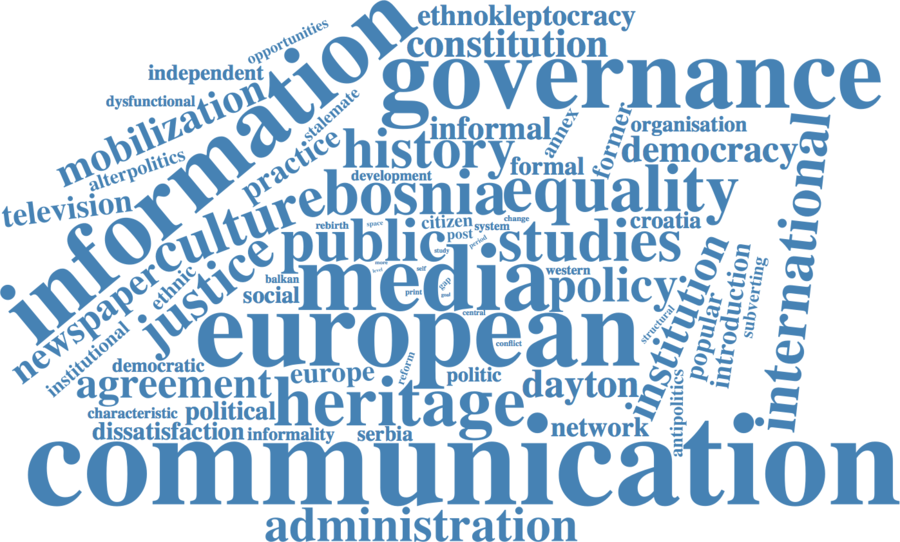 ethnokleptocracy
opportunities
constitution
information
independent
governance
dysfunctional
mobilization
stalemate
annex
former
informal
organisation
alterpolitics
practice
history
democracy
international
formal
development
television
bosnia
equality
culture
rebirth
space
citizen
system
change
croatia
post
period
public
studies
study
newspaper
ethnic
justice
media
more
level
self
gap
goal
print
balkan
western
social
policy
institution
introduction
subverting
popular
structural
central
european
conflict
institutional
democratic
europe
reform
politic
agreement
dayton
heritage
characteristic
political
antipolitics
network
dissatisfaction
informality
serbia
communication
administration